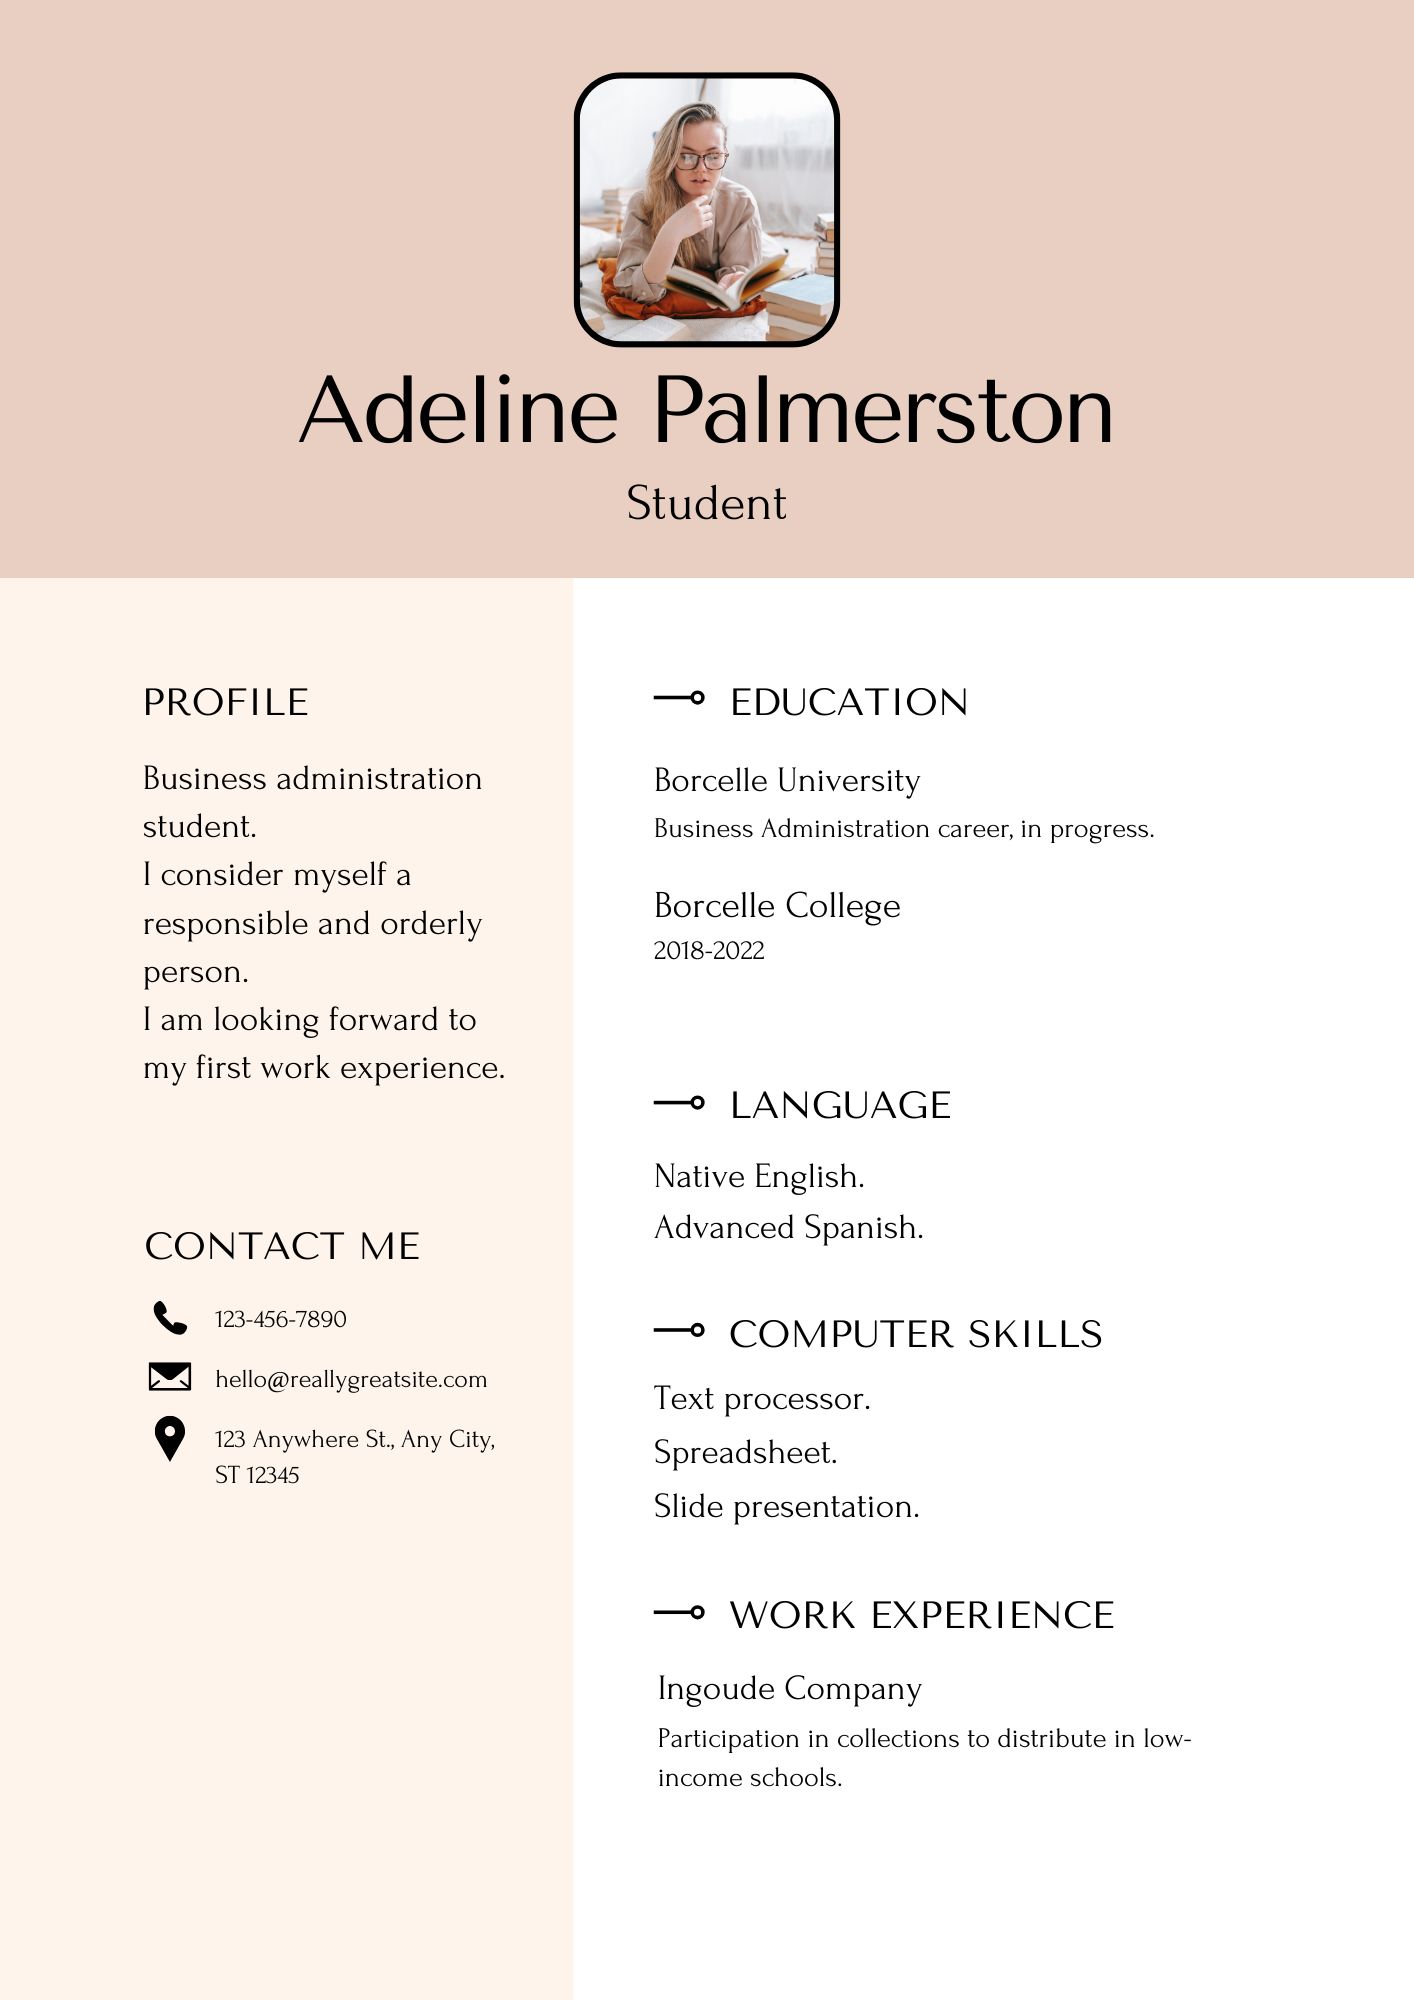 Adeline Palmerston
Student
PROFILE
Business administration
student.
I consider myself a
responsible and orderly
person.
I am looking forward to
my first work experience.
CONTACT ME
123-456-7890
hello@reallygreatsite.com
123 Anywhere St., Any City,
ST 12345
EDUCATION
Borcelle University
Business Administration career, in progress.
Borcelle College
2018-2022
LANGUAGE
Native English.
Advanced Spanish.
COMPUTER SKILLS
Text processor.
Spreadsheet.
Slide presentation.
WORK EXPERIENCE
Ingoude Company
Participation in collections to distribute in low-
income schools.